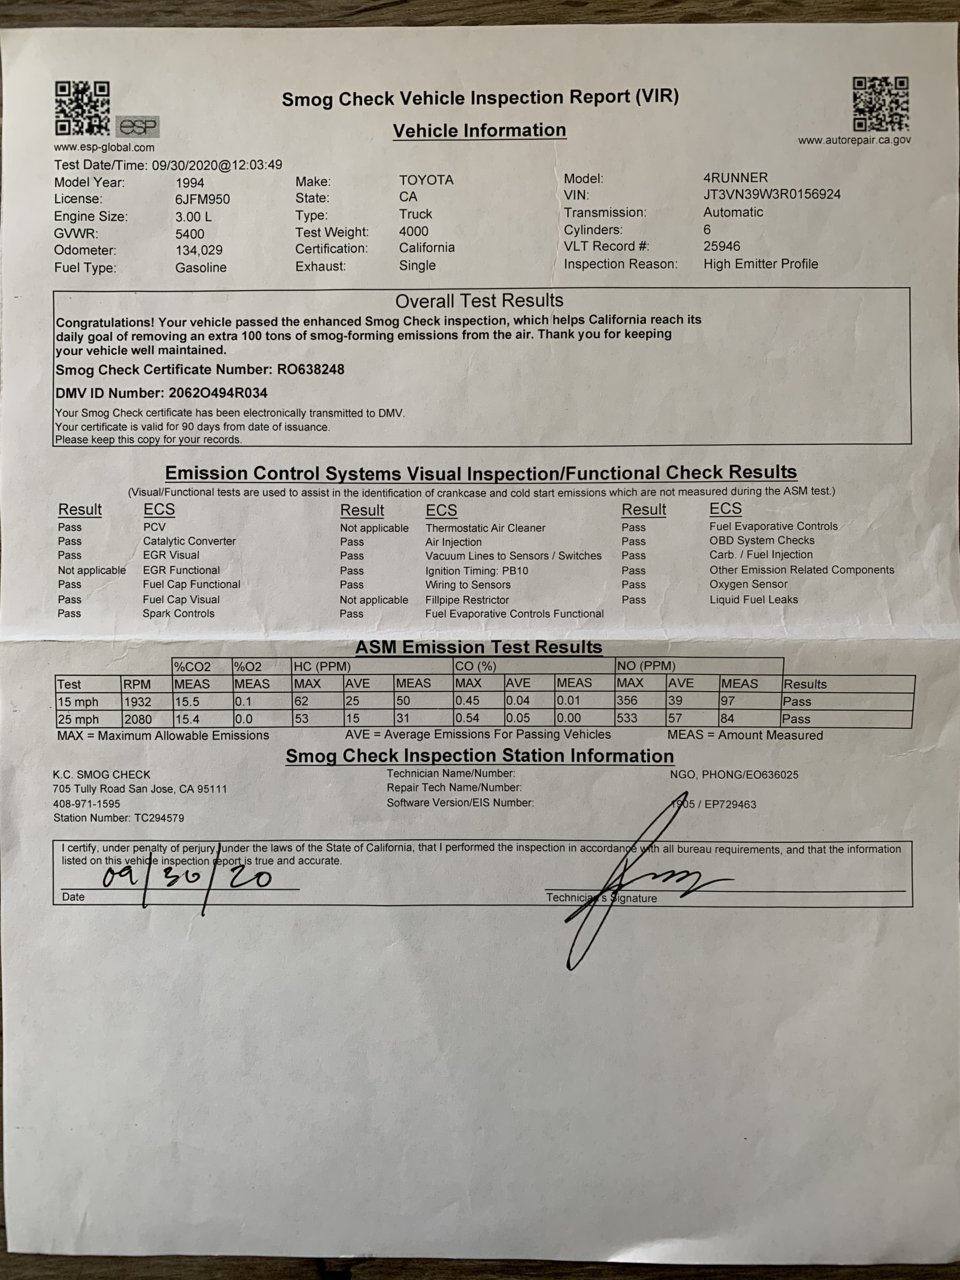 esp
www.esp-global.com
Smog Check Vehicle Inspection Report (VIR)
www.autorepair.ca.gov
Vehicle Information
Test Date/Time: 09/30/2020@12:03:49
Model Year: 1994 Make: TOYOTA Model: 4RUNNER
License: 6JFM950 State: CA VIN: JT3VN39W3R0156924
Engine Size: 3.00 L Type: Truck Transmission: Automatic
GVWR: 5400 Test Weight: 4000 Cylinders: 6
Odometer: 134,029 Certification: California VLT Record #: 25946
Fuel Type: Gasoline Exhaust: Single Inspection Reason: High Emitter Profile
Overall Test Results
Congratulations! Your vehicle passed the enhanced Smog Check inspection, which helps California reach its
daily goal of removing an extra 100 tons of smog-forming emissions from the air. Thank you for keeping
your vehicle well maintained.
Smog Check Certificate Number: RO638248
DMV ID Number: 2062O494R034
Your Smog Check certificate has been electronically transmitted to DMV.
Your certificate is valid for 90 days from date of issuance.
Please keep this copy for your records.
Emission Control Systems Visual Inspection/Functional Check Results
(Visual/Functional tests are used to assist in the identification of crankcase and cold start emissions which are not measured during the ASM test.)
Result ECS Result ECS Result ECS
Pass PCV Not applicable Thermostatic Air Cleaner Pass Fuel Evaporative Controls
Pass Catalytic Converter Pass Air Injection Pass OBD System Checks
Pass EGR Visual Pass Vacuum Lines to Sensors / Switches Pass Carb. / Fuel Injection
Not applicable EGR Functional Pass Ignition Timing: PB10 Pass Other Emission Related Components
Pass Fuel Cap Functional Pass Wiring to Sensors Pass Oxygen Sensor
Pass Fuel Cap Visual Not applicable Fillpipe Restrictor Pass Liquid Fuel Leaks
Pass Spark Controls Pass Fuel Evaporative Controls Functional
ASM Emission Test Results
%CO2 %O2 HC (PPM) CO (%) NO (PPM)
Test RPM MEAS MEAS MAX AVE MEAS MAX AVE MEAS MAX AVE MEAS Results
15 mph 1932 15.5 0.1 62 25 50 0.45 0.04 0.01 356 39 97 Pass
25 mph 2080 15.4 0.0 53 15 31 0.54 0.05 0.00 533 57 84 Pass
MAX = Maximum Allowable Emissions AVE = Average Emissions For Passing Vehicles MEAS = Amount Measured
Smog Check Inspection Station Information
K.C. SMOG CHECK Technician Name/Number: NGO, PHONG/EO636025
705 Tully Road San Jose, CA 95111 Repair Tech Name/Number:
408-971-1595 Software Version/EIS Number: 1905 / EP729463
Station Number: TC294579
I certify, under penalty of perjury, under the laws of the State of California, that I performed the inspection in accordance with all bureau requirements, and that the information
listed on this vehicle inspection report is true and accurate.
09/30/20
Date Technician's Signature